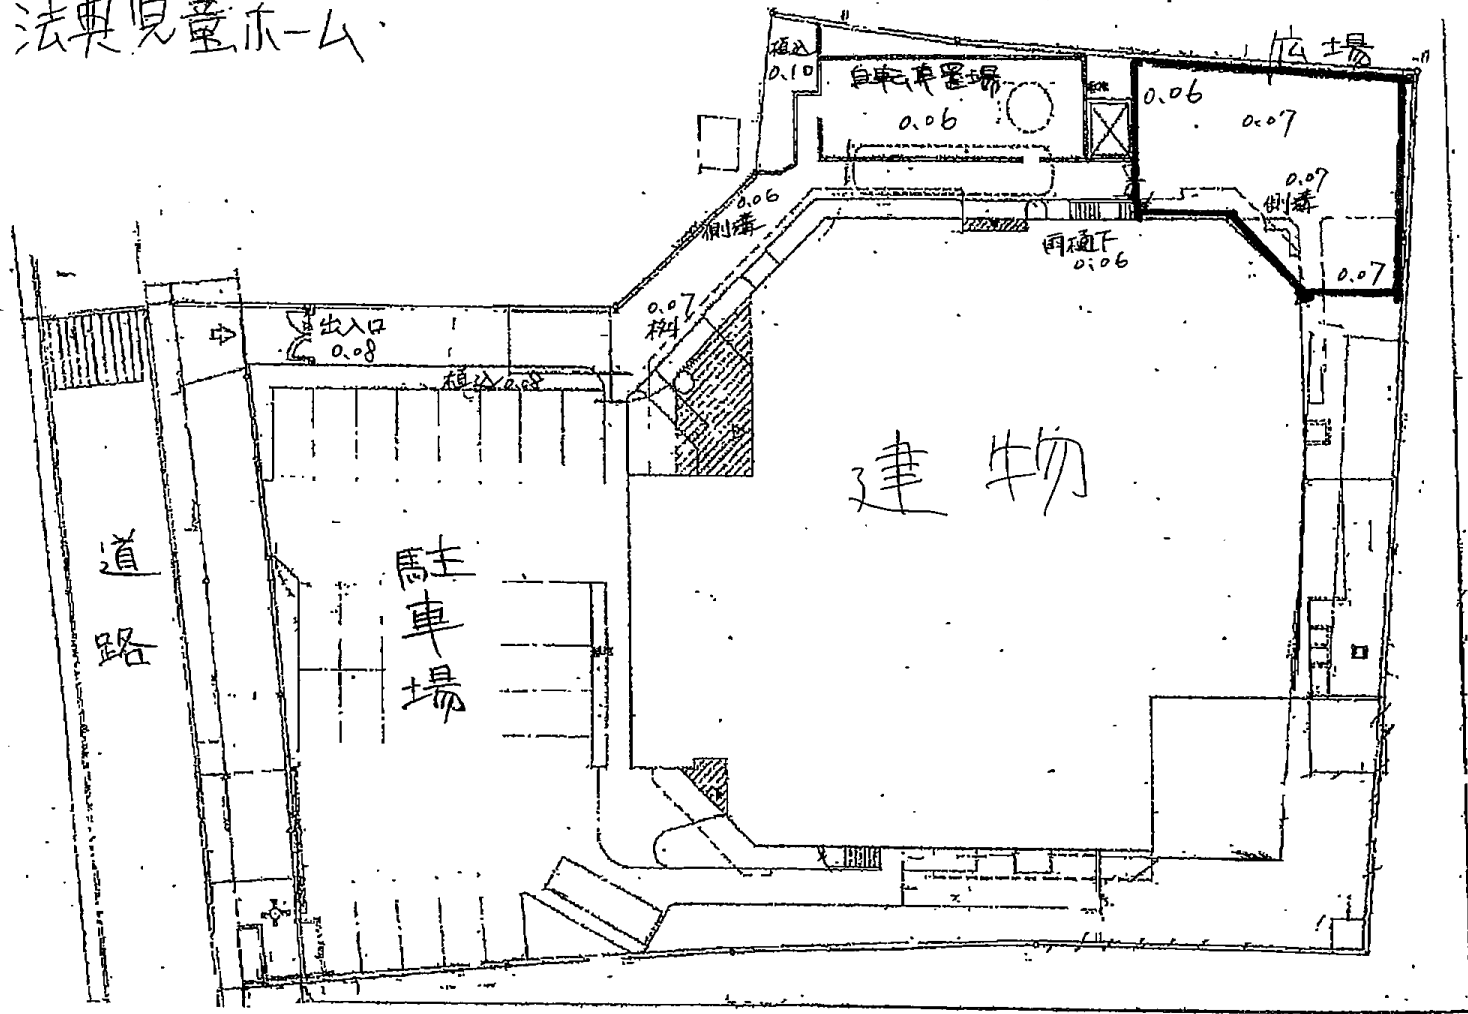 法典児童ホーム
広場
植込
0.10
自転車置場
0.06
0.06
0.07
0.07
側溝
0.06
側溝
雨樋下
0.06
0.07
0.07
桝
出入口
0.08
植込 0.08
建物
道路
駐車場